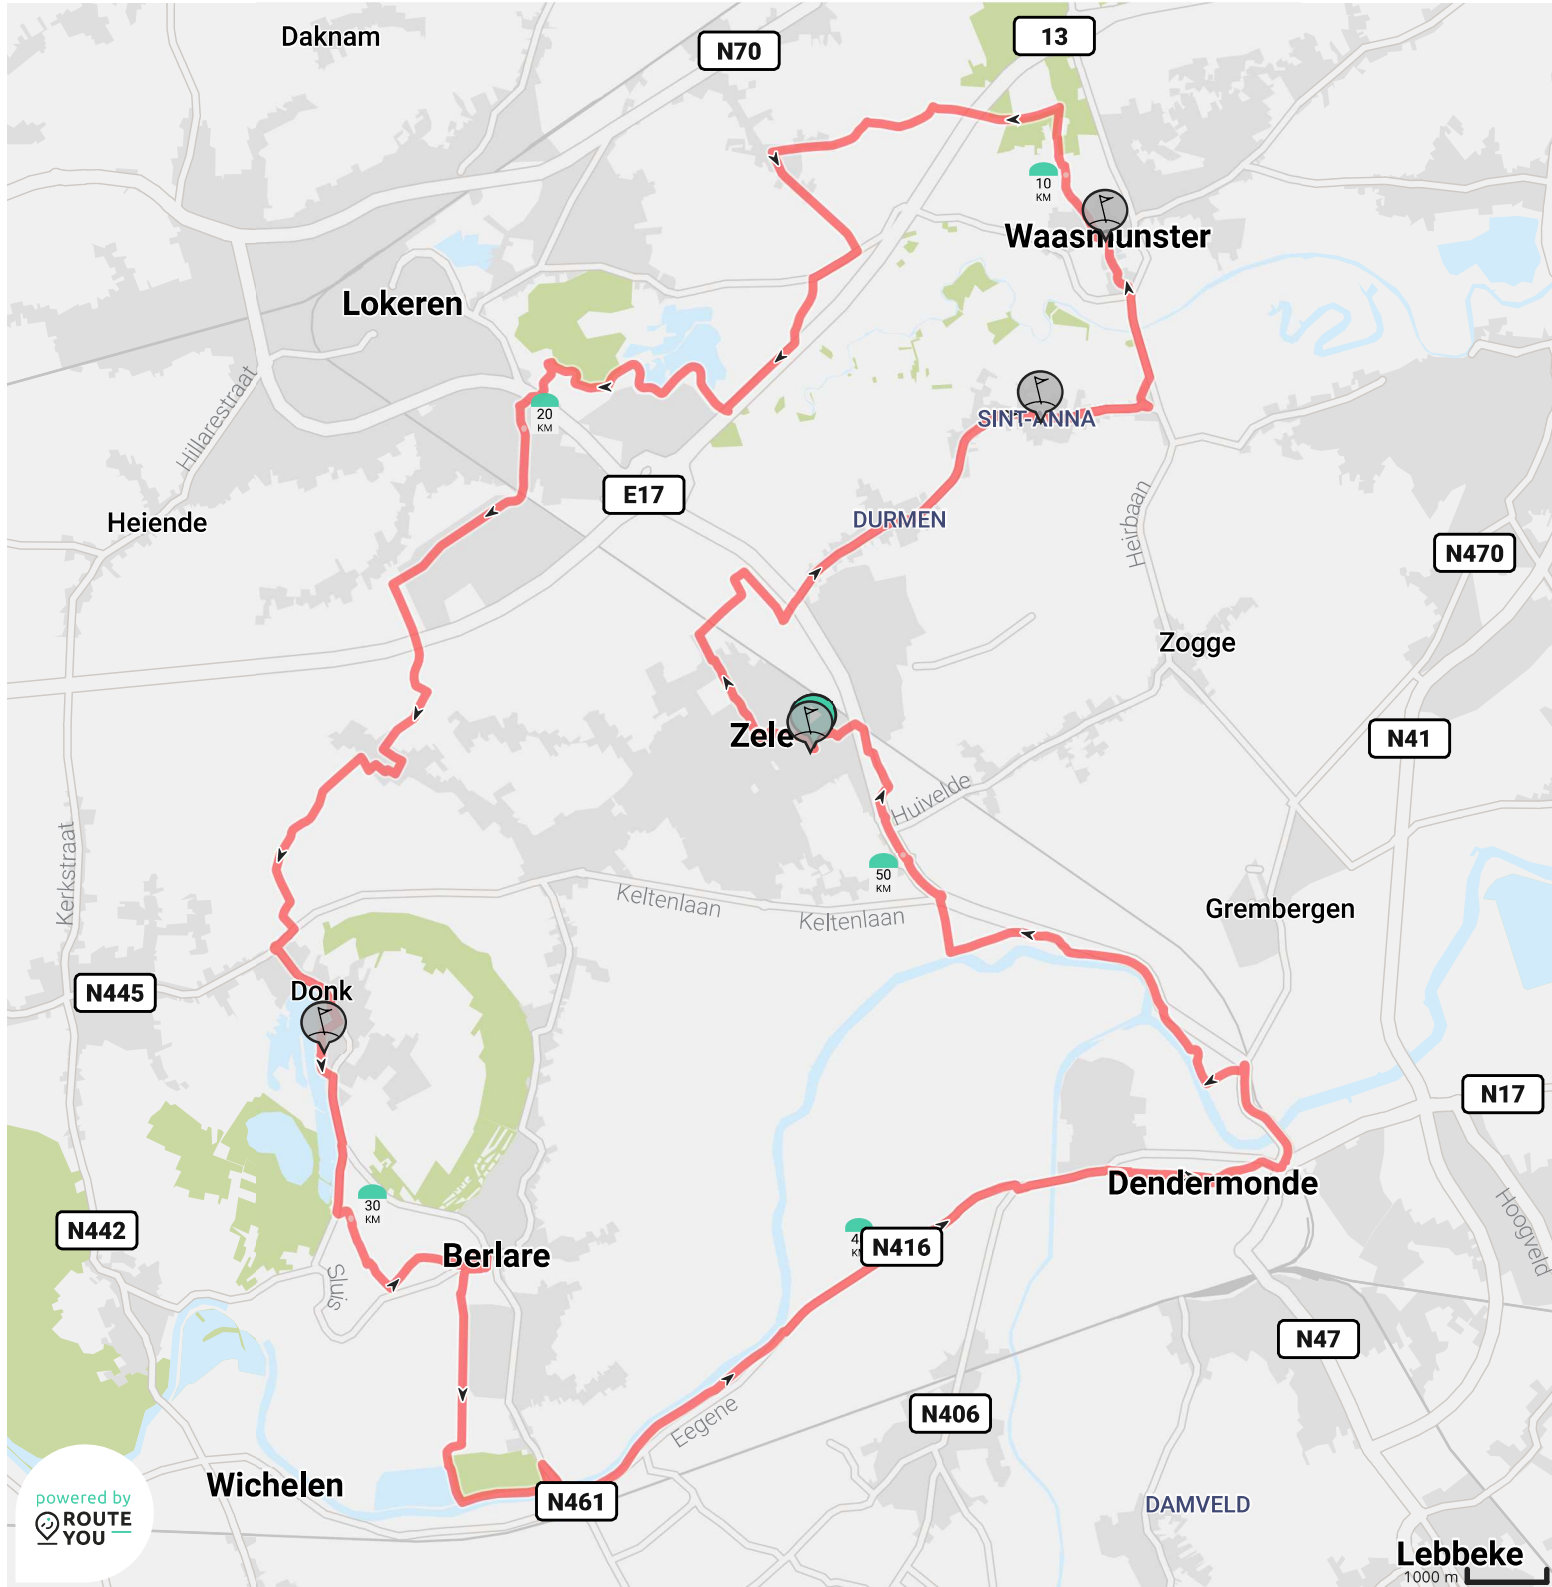 Daknam
N70
13
10
KM
Waasmunster
Lokeren
20
KM
SINT-ANNA
Hillarestraat
E17
DURMEN
Heiende
Heirbaan
N470
Zogge
Zele
N41
Huivelde
Kerkstraat
50
KM
Keltenlaan
Keltenlaan
Grembergen
N445
Donk
N17
Dendermonde
30
KM
N442
Hoogveld
Berlare
N416
Sluis
N47
Eegene
N406
Wichelen
N461
DAMVELD
powered by
ROUTE
YOU
Lebbeke
1000 m